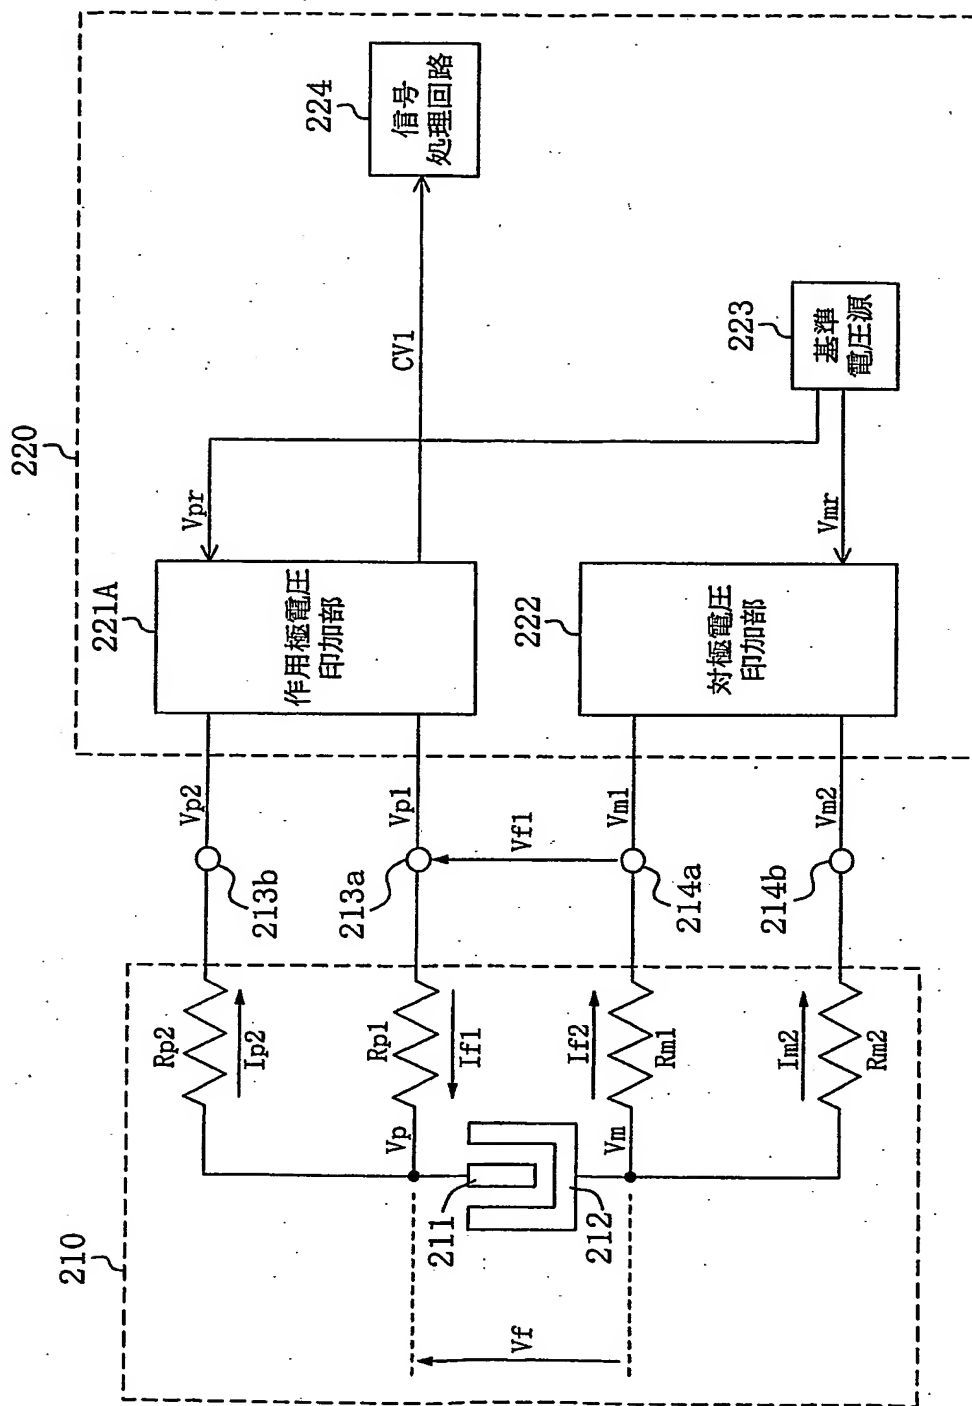 220
221A
作用極電圧
印加部
222
対極電圧
印加部
223
基準
電圧源
224
信号
処理回路
CV1
Vpr
Vmr
Vp2
Vp1
Vm1
Vm2
Vf1
213b
213a
214a
214b
210
Rp2
Ip2
Rp1
If1
If2
Rm1
Im2
Rm2
Vp
Vm
211
212
Vf